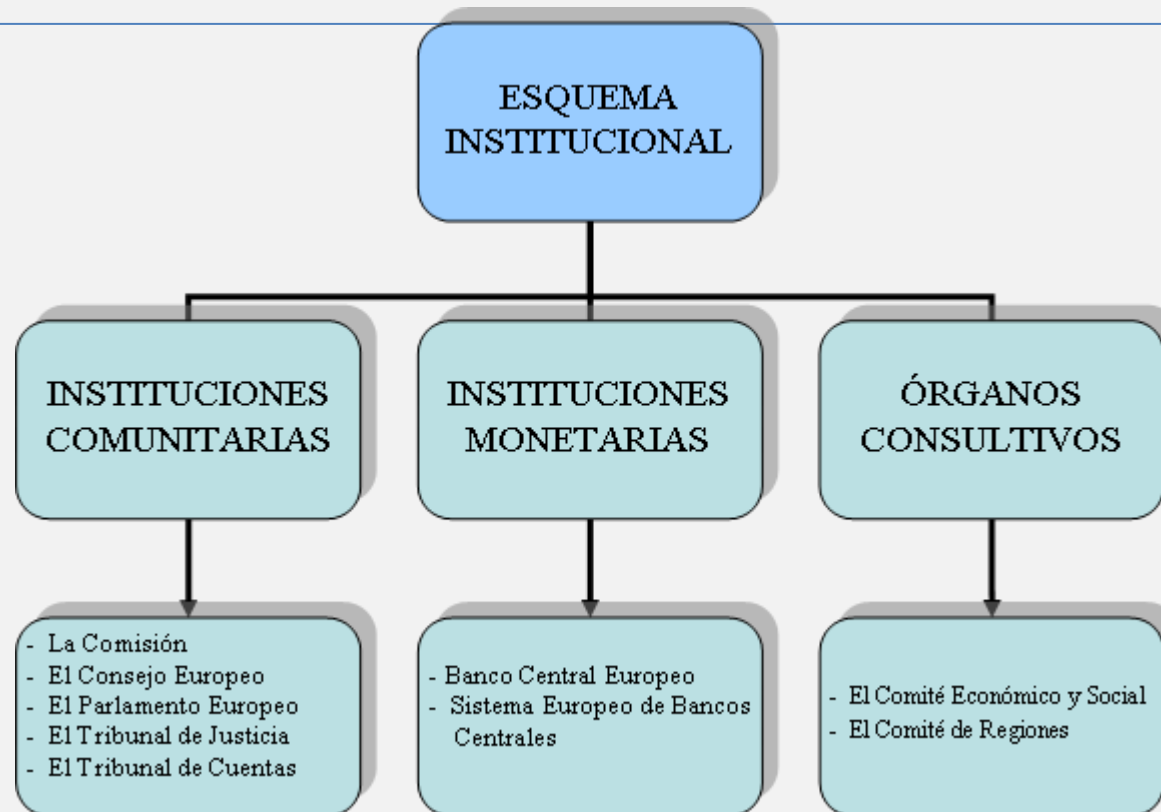 ESQUEMA
INSTITUCIONAL
INSTITUCIONES
COMUNITARIAS
INSTITUCIONES
MONETARIAS
ÓRGANOS
CONSULTIVOS
- La Comisión
- El Consejo Europeo
- El Parlamento Europeo
- El Tribunal de Justicia
- El Tribunal de Cuentas
- Banco Central Europeo
- Sistema Europeo de Bancos
Centrales
- El Comité Económico y Social
- El Comité de Regiones